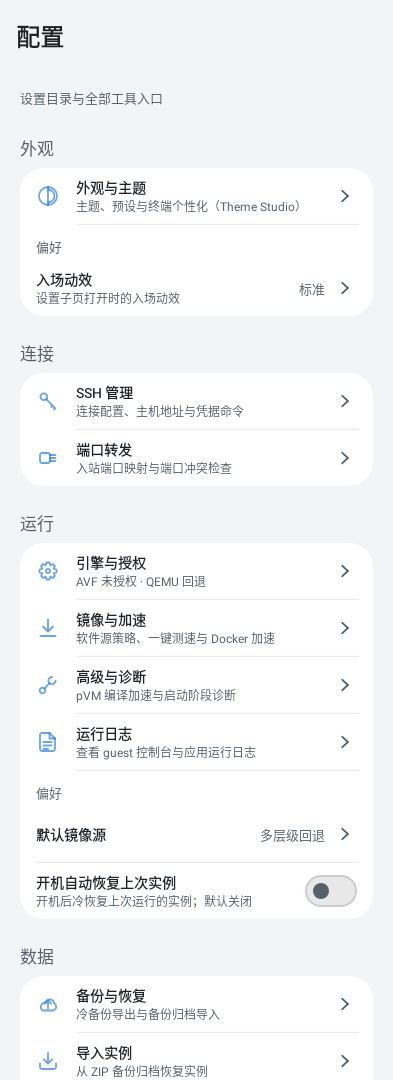 配置
设置目录与全部工具入口
外观
外观与主题
主题、预设与终端个性化（Theme Studio）
偏好
入场动效
设置子页打开时的入场动效
标准
连接
SSH 管理
连接配置、主机地址与凭据命令
端口转发
入站端口映射与端口冲突检查
运行
引擎与授权
AVF 未授权 · QEMU 回退
镜像与加速
软件源策略、一键测速与 Docker 加速
高级与诊断
pVM 编译加速与启动阶段诊断
运行日志
查看 guest 控制台与应用运行日志
偏好
默认镜像源
多层级回退
开机自动恢复上次实例
开机后冷恢复上次运行的实例；默认关闭
数据
备份与恢复
冷备份导出与备份归档导入
导入实例
从 ZIP 备份归档恢复实例